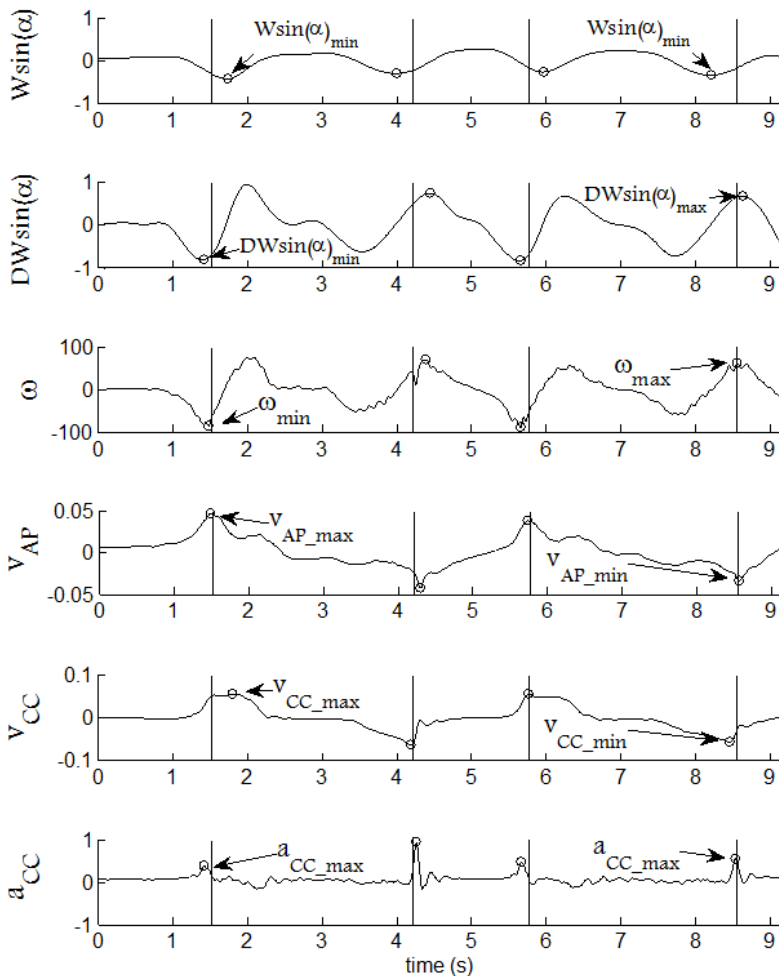 Wsin(α)
1
0
-1
Wsin(α)min
Wsin(α)min
0 1 2 3 4 5 6 7 8 9
DWsin(α)
1
0
-1
DWsin(α)min
DWsin(α)max
0 1 2 3 4 5 6 7 8 9
ω
100
0
-100
ωmin
ωmax
0 1 2 3 4 5 6 7 8 9
vAP
0.05
0
-0.05
vAP_max
vAP_min
0 1 2 3 4 5 6 7 8 9
vCC
0.1
0
-0.1
vCC_max
vCC_min
0 1 2 3 4 5 6 7 8 9
aCC
1
0
-1
aCC_max
aCC_max
0 1 2 3 4 5 6 7 8 9
time (s)